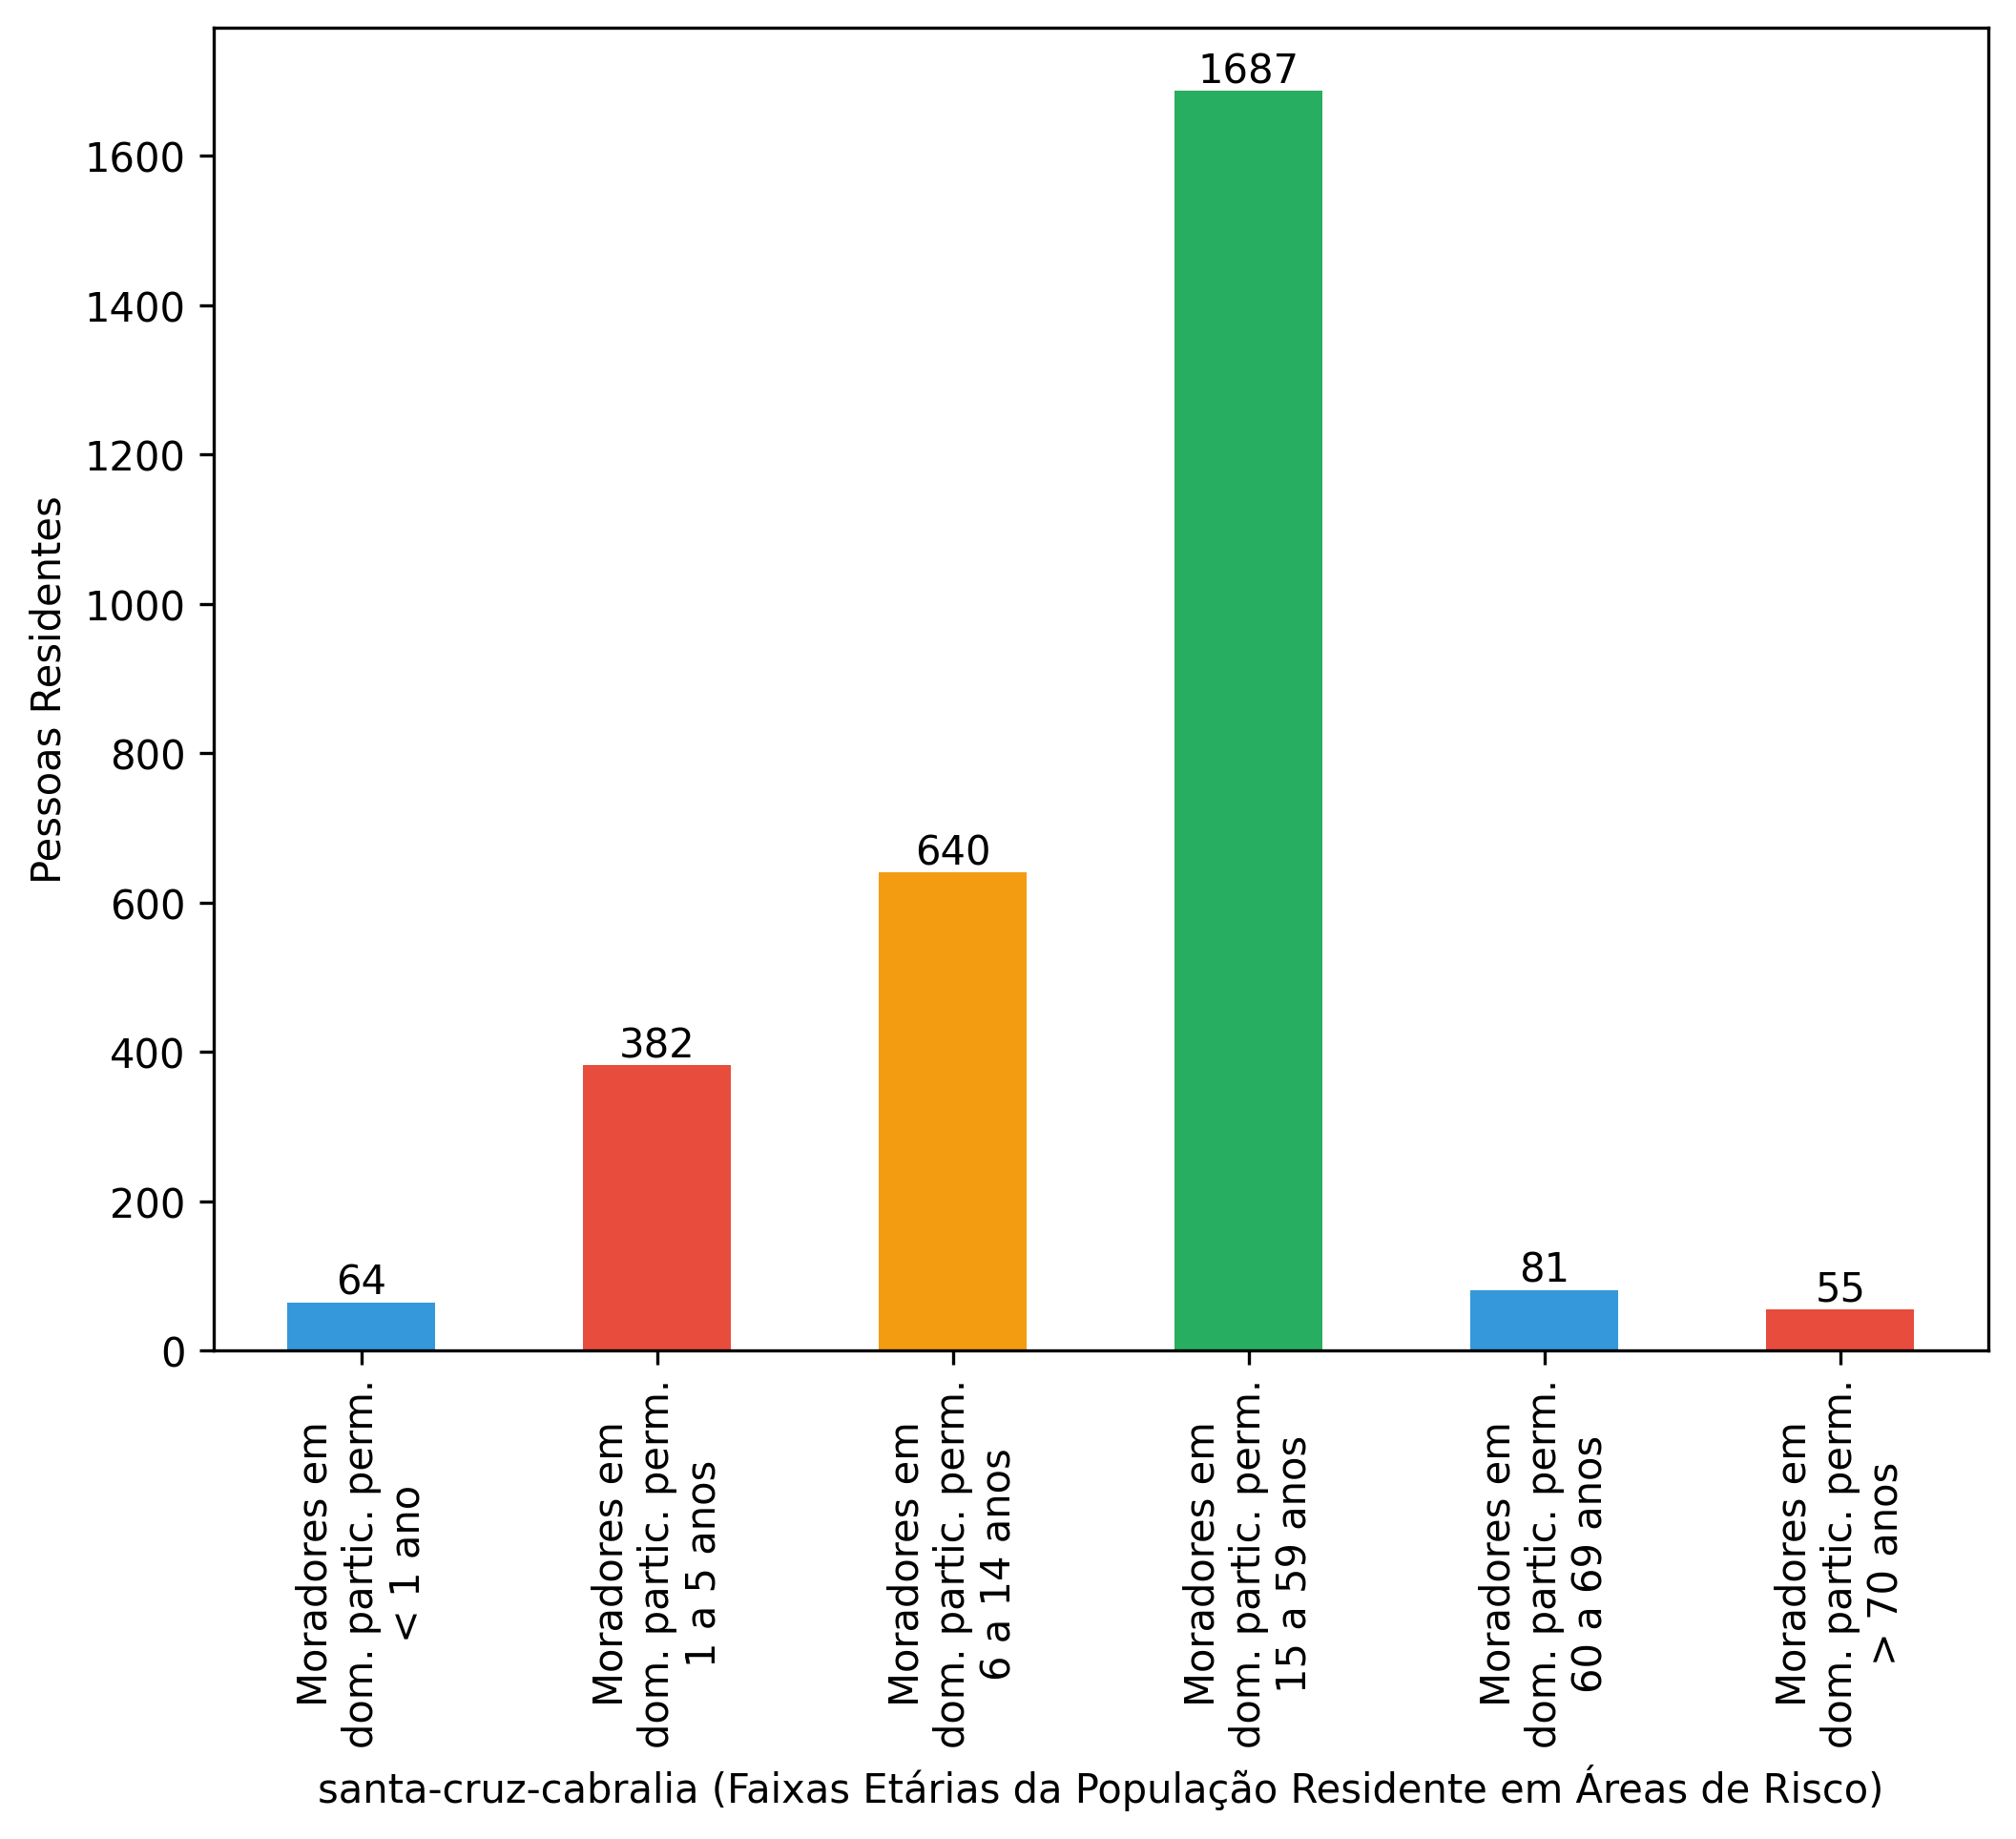 Pessoas Residentes
1600
1400
1200
1000
800
600
400
200
0
64
382
640
1687
81
55
Moradores em
dom. partic. perm.
< 1 ano
Moradores em
dom. partic. perm.
1 a 5 anos
Moradores em
dom. partic. perm.
6 a 14 anos
Moradores em
dom. partic. perm.
15 a 59 anos
Moradores em
dom. partic. perm.
60 a 69 anos
Moradores em
dom. partic. perm.
> 70 anos
santa-cruz-cabralia (Faixas Etárias da População Residente em Áreas de Risco)